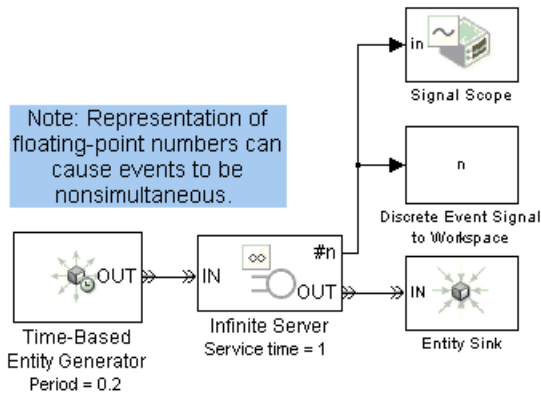 in
Signal Scope
Note: Representation of
floating-point numbers can
cause events to be
nonsimultaneous.
n
Discrete Event Signal
to Workspace
OUT
Time-Based
Entity Generator
Period = 0.2
IN
∞
#n
OUT
Infinite Server
Service time = 1
IN
Entity Sink